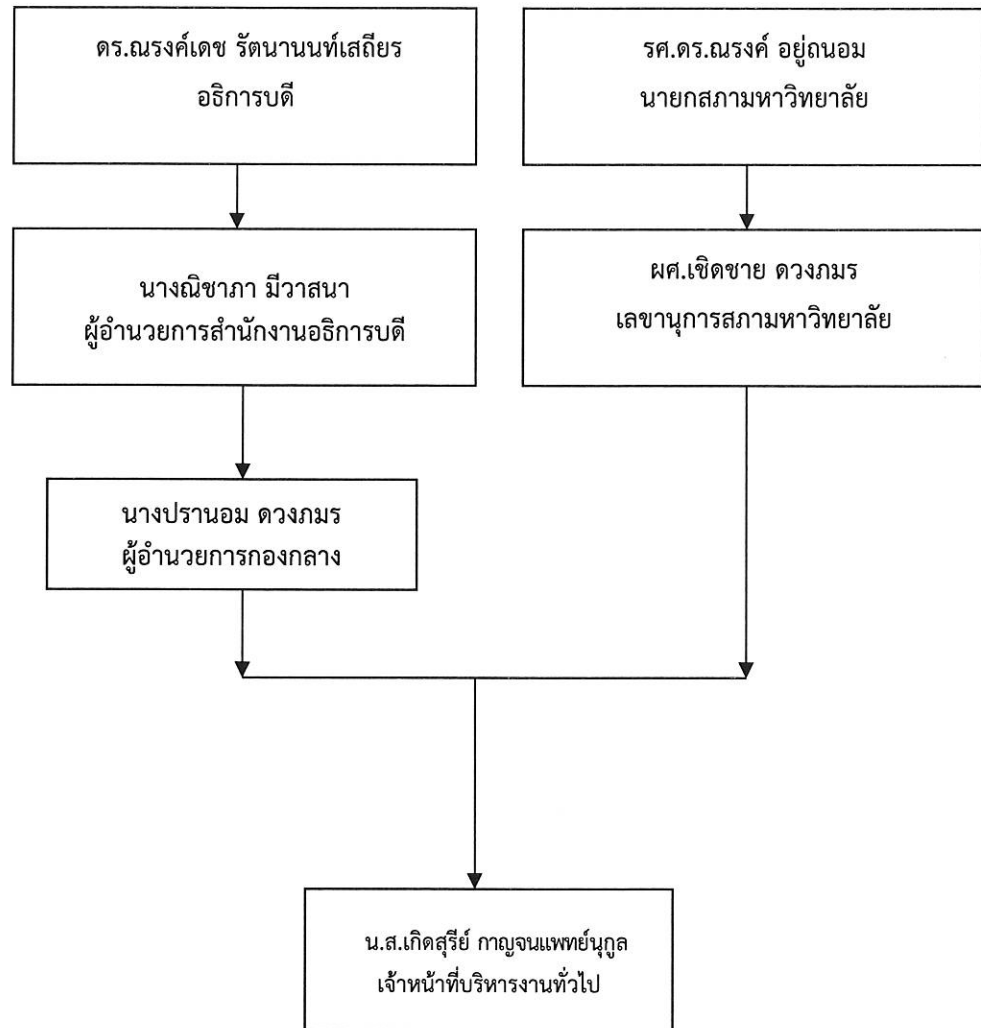 ดร.ณรงค์เดช รัตนานนท์เสถียร
อธิการบดี
รศ.ดร.ณรงค์ อยู่ถนอม
นายกสภามหาวิทยาลัย
นางณิชาภา มีวาสนา
ผู้อำนวยการสำนักงานอธิการบดี
ผศ.เชิดชาย ดวงภมร
เลขานุการสภามหาวิทยาลัย
นางปรานอม ดวงภมร
ผู้อำนวยการกองกลาง
น.ส.เกิดสุรีย์ กาญจนแพทย์นุกูล
เจ้าหน้าที่บริหารงานทั่วไป